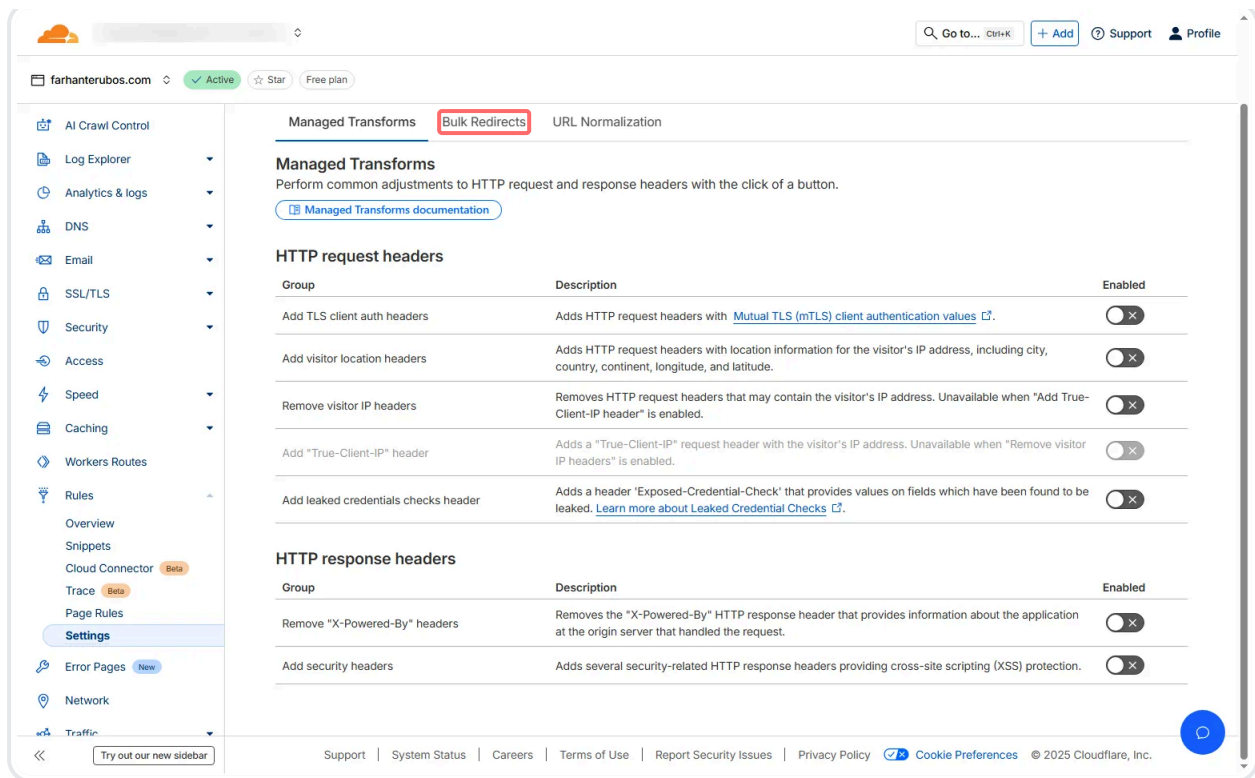 Go to... Ctrl+K
+ Add
Support
Profile
farhanterubos.com
Active
Star
Free plan
AI Crawl Control
Log Explorer
Analytics & logs
DNS
Email
SSL/TLS
Security
Access
Speed
Caching
Workers Routes
Rules
Overview
Snippets
Cloud Connector Beta
Trace Beta
Page Rules
Settings
Error Pages New
Network
Traffic
Try out our new sidebar
Managed Transforms
Bulk Redirects
URL Normalization
Managed Transforms
Perform common adjustments to HTTP request and response headers with the click of a button.
Managed Transforms documentation
HTTP request headers
Group Description Enabled
Add TLS client auth headers
Adds HTTP request headers with Mutual TLS (mTLS) client authentication values .
Add visitor location headers
Adds HTTP request headers with location information for the visitor's IP address, including city,
country, continent, longitude, and latitude.
Remove visitor IP headers
Removes HTTP request headers that may contain the visitor's IP address. Unavailable when "Add True-
Client-IP header" is enabled.
Add "True-Client-IP" header
Adds a "True-Client-IP" request header with the visitor's IP address. Unavailable when "Remove visitor
IP headers" is enabled.
Add leaked credentials checks header
Adds a header 'Exposed-Credential-Check' that provides values on fields which have been found to be
leaked. Learn more about Leaked Credential Checks .
HTTP response headers
Group Description Enabled
Remove "X-Powered-By" headers
Removes the "X-Powered-By" HTTP response header that provides information about the application
at the origin server that handled the request.
Add security headers
Adds several security-related HTTP response headers providing cross-site scripting (XSS) protection.
Support | System Status | Careers | Terms of Use | Report Security Issues | Privacy Policy Cookie Preferences © 2025 Cloudflare, Inc.